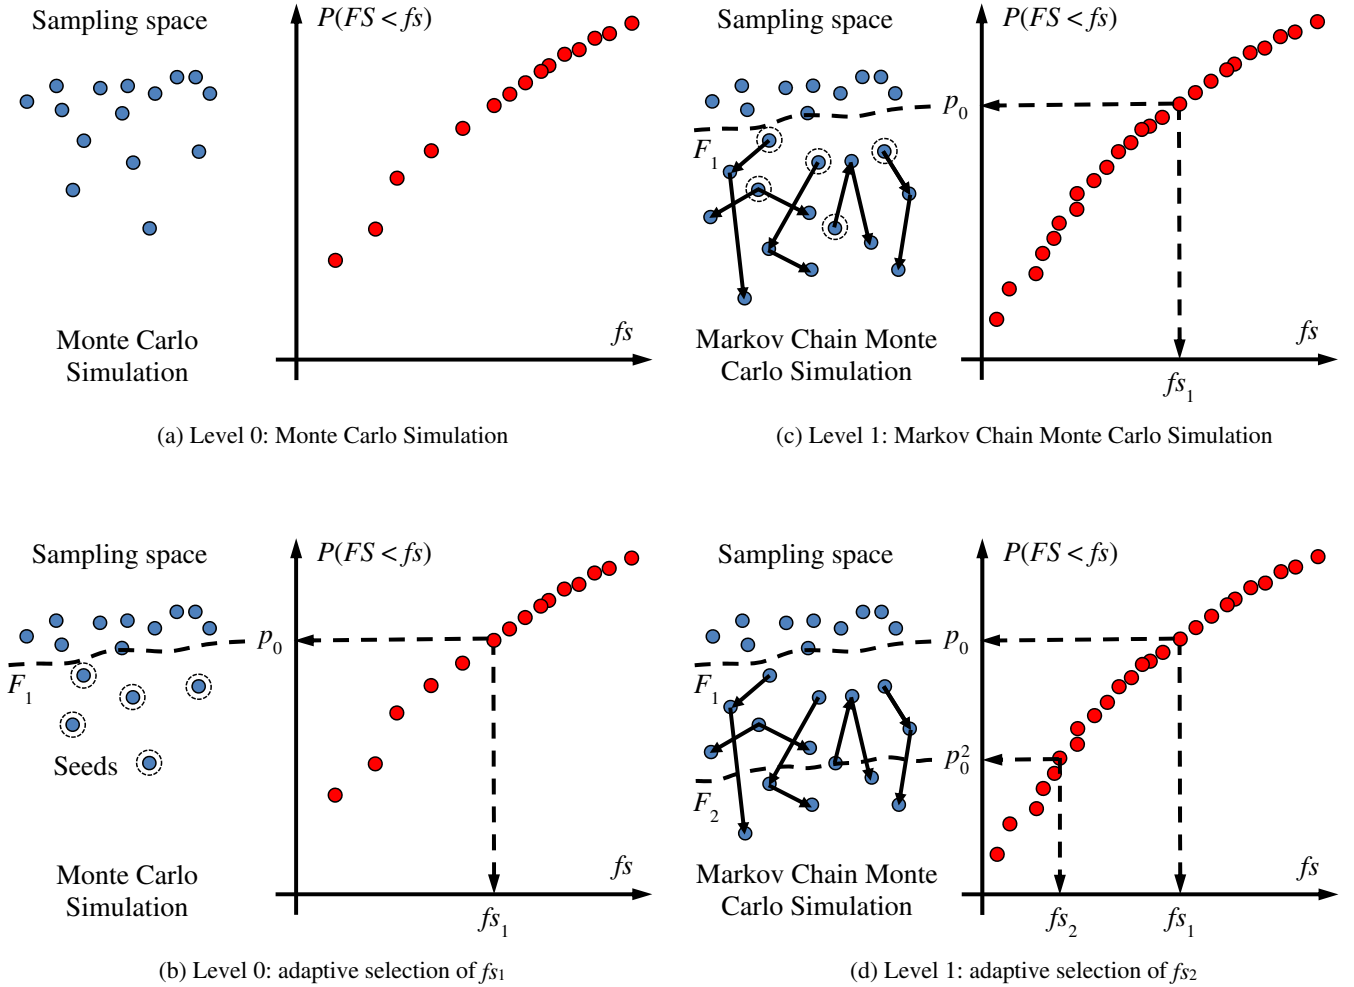 Sampling space
P(FS < fs)
fs
Monte Carlo
Simulation
(a) Level 0: Monte Carlo Simulation
Sampling space
P(FS < fs)
p₀
F₁
fs
Markov Chain Monte
Carlo Simulation
fs₁
(c) Level 1: Markov Chain Monte Carlo Simulation
Sampling space
P(FS < fs)
p₀
F₁
Seeds
fs
Monte Carlo
Simulation
fs₁
(b) Level 0: adaptive selection of fs₁
Sampling space
P(FS < fs)
p₀
F₁
p₀²
F₂
fs
Markov Chain Monte
Carlo Simulation
fs₂ fs₁
(d) Level 1: adaptive selection of fs₂